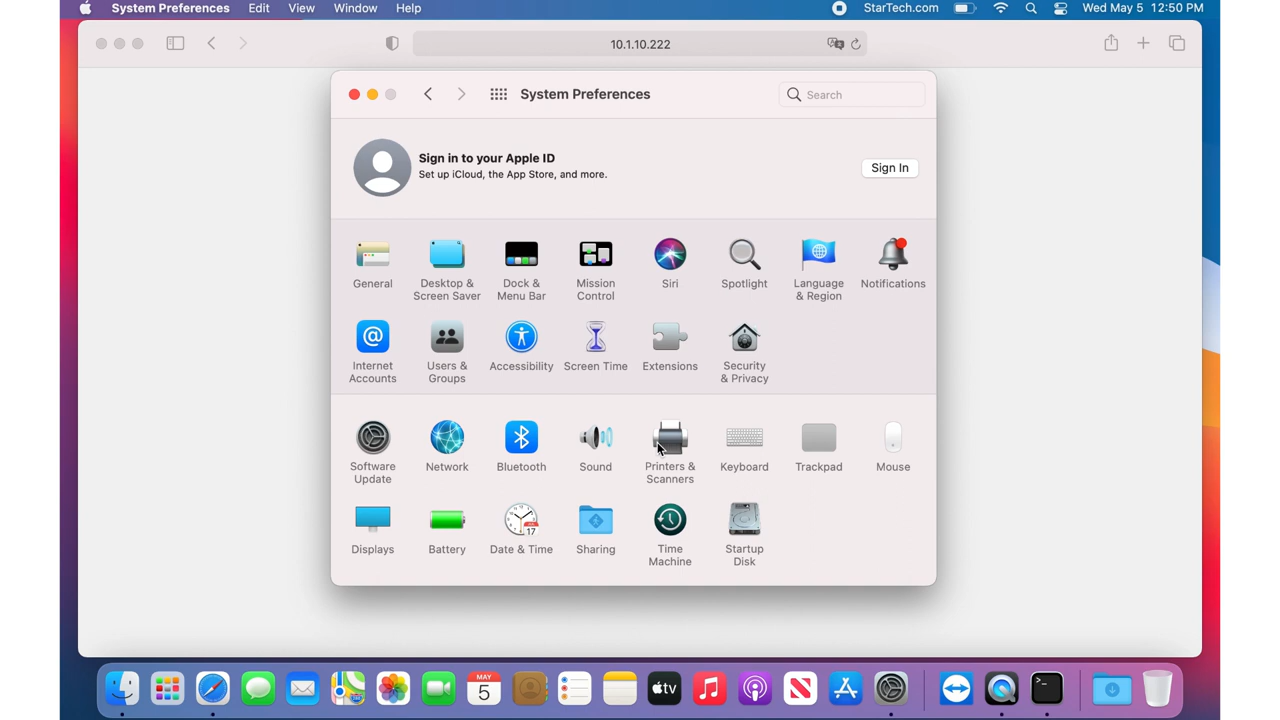 System Preferences Edit View Window Help StarTech.com Wed May 5 12:50 PM
10.1.10.222
System Preferences Search
Sign in to your Apple ID
Set up iCloud, the App Store, and more.
Sign In
General Desktop & Screen Saver Dock & Menu Bar Mission Control Siri Spotlight Language & Region Notifications
Internet Accounts Users & Groups Accessibility Screen Time Extensions Security & Privacy
Software Update Network Bluetooth Sound Printers & Scanners Keyboard Trackpad Mouse
17
Displays Battery Date & Time Sharing Time Machine Startup Disk
MAY
5
tv